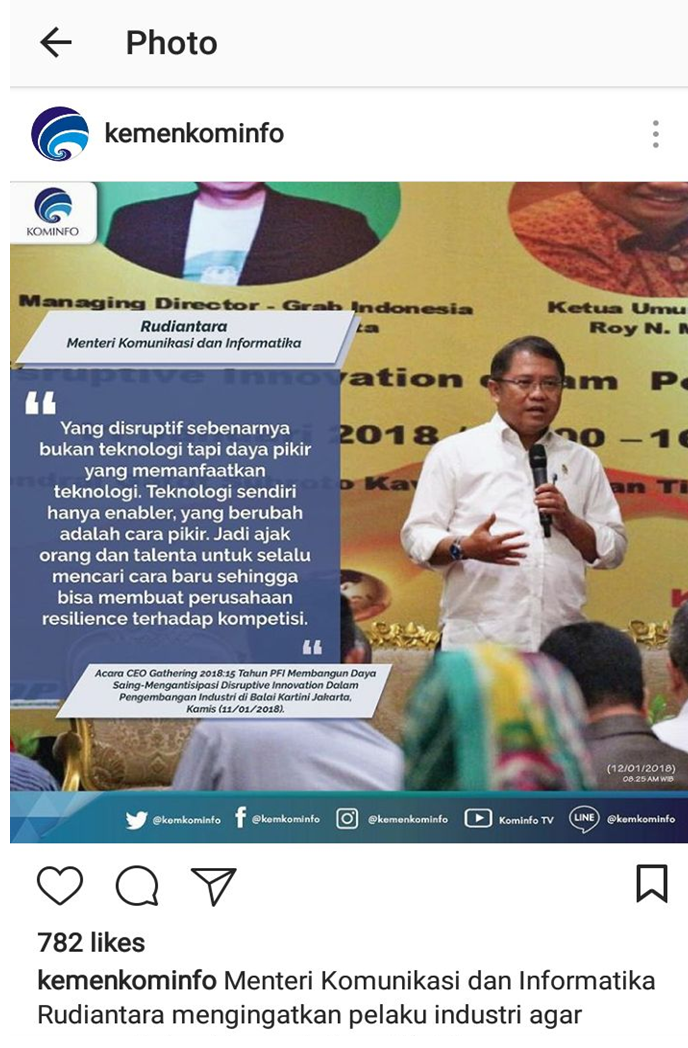 Photo
kemenkominfo
KOMINFO
Managing Director - Grab Indonesia
Ketua Umu
Roy N. M
Rudiantara
Menteri Komunikasi dan Informatika
“
Yang disruptif sebenarnya
bukan teknologi tapi daya pikir
yang memanfaatkan
teknologi. Teknologi sendiri
hanya enabler, yang berubah
adalah cara pikir. Jadi ajak
orang dan talenta untuk selalu
mencari cara baru sehingga
bisa membuat perusahaan
resilience terhadap kompetisi.
“
2018
Acara CEO Gathering 2018:15 Tahun PFI Membangun Daya
Saing-Mengantisipasi Disruptive Innovation Dalam
Pengembangan Industri di Balai Kartini Jakarta,
Kamis (11/01/2018).
(12/01/2018)
08.25 AM WIB
@kemkominfo @kemkominfo @kemenkominfo Kominfo TV LINE @kemkominfo
782 likes
kemenkominfo Menteri Komunikasi dan Informatika
Rudiantara mengingatkan pelaku industri agar